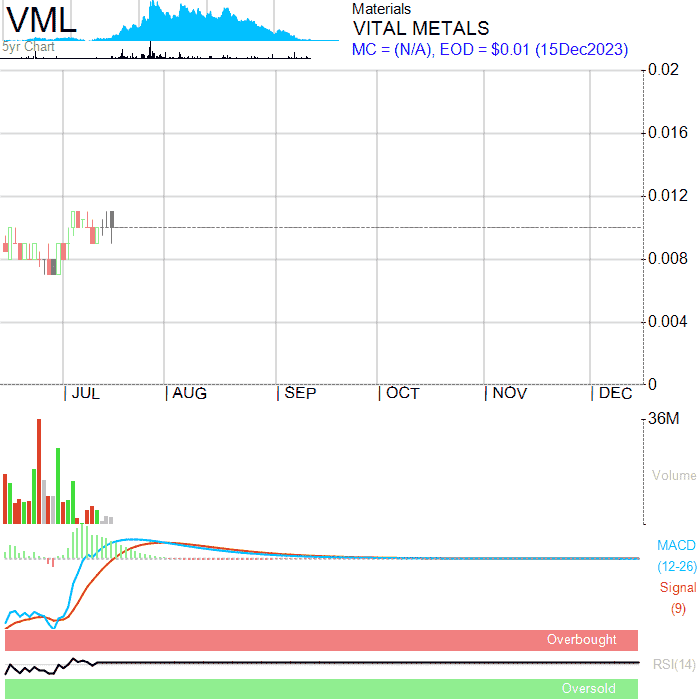 VML
5yr Chart
Materials
VITAL METALS
MC = (N/A), EOD = $0.01 (15Dec2023)
0.02
0.016
0.012
0.008
0.004
0
JUL AUG SEP OCT NOV DEC
36M
Volume
MACD
(12-26)
Signal
(9)
Overbought
RSI(14)
Oversold